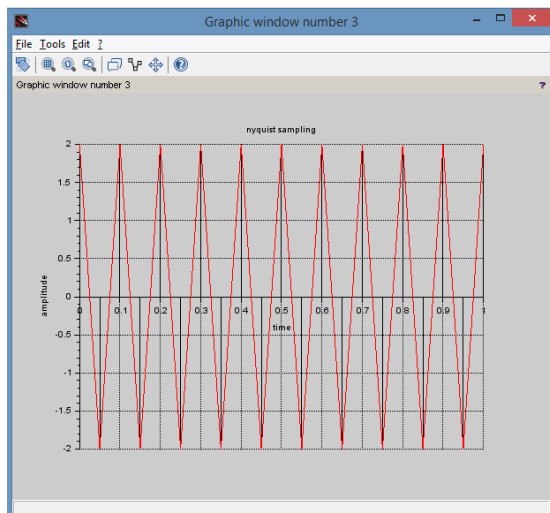 Graphic window number 3
File Tools Edit ?
Graphic window number 3 ?
nyquist sampling
2
1.5
1
0.5
0
-0.5
-1
-1.5
-2
amplitude
0 0.1 0.2 0.3 0.4 0.5 0.6 0.7 0.8 0.9 1
time